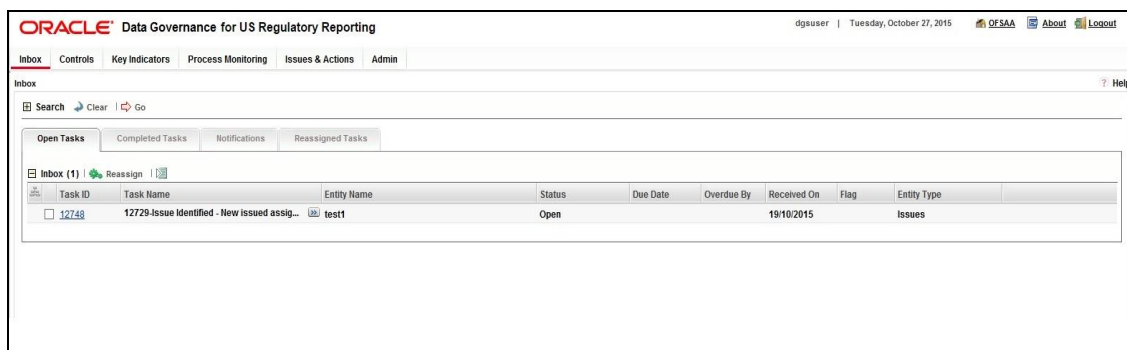 ORACLE Data Governance for US Regulatory Reporting
dgsuser | Tuesday, October 27, 2015 OFSAA About Logout
Inbox Controls Key Indicators Process Monitoring Issues & Actions Admin
Inbox
? Help
Search Clear | Go
Open Tasks Completed Tasks Notifications Reassigned Tasks
Inbox (1) | Reassign |
Task ID Task Name Entity Name Status Due Date Overdue By Received On Flag Entity Type
12748 12729-Issue Identified - New issued assig... test1 Open 19/10/2015 Issues